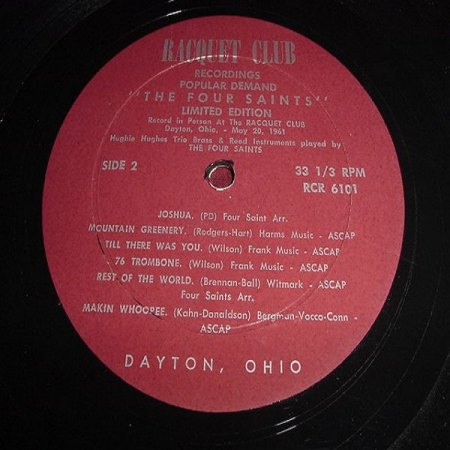 RACQUET CLUB
RECORDINGS
POPULAR DEMAND
"THE FOUR SAINTS"
LIMITED EDITION
Record in Person At The RACQUET CLUB
Dayton, Ohio, - May 20, 1961
Hughie Hughes Trio Brass & Reed Instruments played by
THE FOUR SAINTS
SIDE 2
33 1/3 RPM
RCR 6101
JOSHUA. (PD) Four Saint Arr.
MOUNTAIN GREENERY. (Rodgers-Hart) Harms Music - ASCAP
TILL THERE WAS YOU. (Wilson) Frank Music - ASCAP
76 TROMBONE. (Wilson) Frank Music - ASCAP
REST OF THE WORLD. (Brennan-Ball) Witmark - ASCAP
Four Saints Arr.
MAKIN WHOOPEE. (Kahn-Donaldson) Bergman-Vocco-Conn -
ASCAP
DAYTON, OHIO